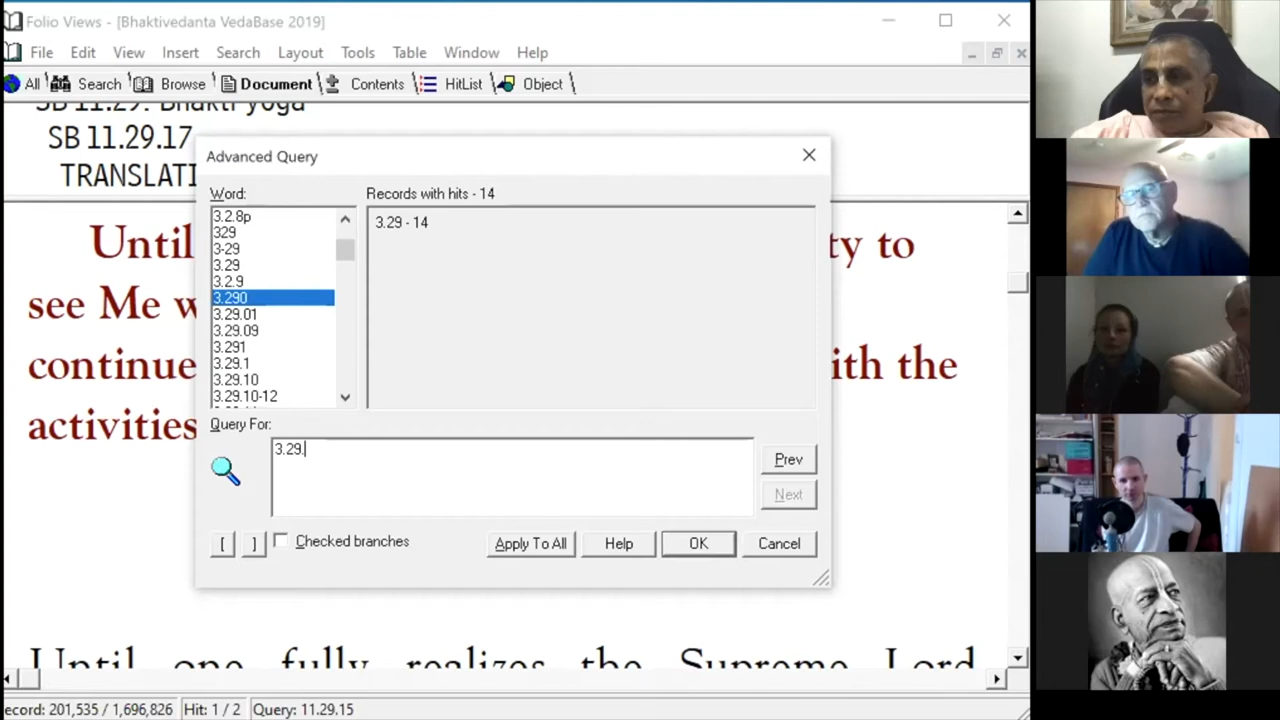 Folio Views - [Bhaktivedanta VedaBase 2019]
File Edit View Insert Search Layout Tools Table Window Help
All Search Browse Document Contents HitList Object
SB 11.29: Bhakti yoga
SB 11.29.17
TRANSLATI
Until
ty to
see Me w
continue
ith the
activities
Advanced Query
Word:
Records with hits - 14
3.2.8p
329
3-29
3.29
3.2.9
3.290
3.29.01
3.29.09
3.291
3.29.1
3.29.10
3.29.10-12
3.29 - 14
Query For:
3.29.
Prev
Next
[ ] Checked branches
Apply To All Help OK Cancel
Until one fully realizes the Supreme Lord
ecord: 201,535 / 1,696,826 Hit: 1 / 2 Query: 11.29.15